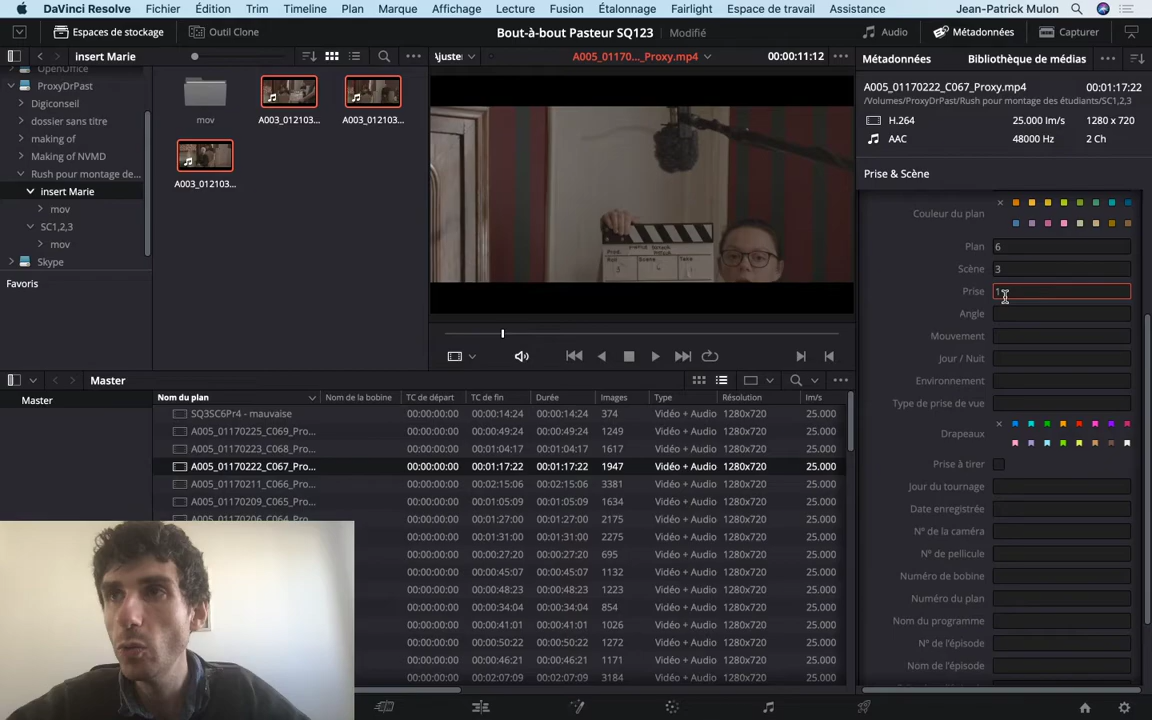 DaVinci Resolve Fichier Édition Trim Timeline Plan Marque Affichage Lecture Fusion Étalonnage Fairlight Espace de travail Assistance Jean-Patrick Mulon
Espaces de stockage Outil Clone Bout-à-bout Pasteur SQ123 Modifié Audio Métadonnées Capturer
insert Marie Ajuster A005_01170..._Proxy.mp4 00:00:11:12 Métadonnées Bibliothèque de médias
OpenOffice
ProxyDrPast
Digiconseil
dossier sans titre
making of
Making of NVMD
Rush pour montage de...
insert Marie
mov
SC1,2,3
mov
Skype
Favoris
mov
A003_012103...
A003_012103...
A003_012103...
Roll
Scene
Take
A005_01170222_C067_Proxy.mp4 00:01:17:22
/Volumes/ProxyDrPast/Rush pour montage des étudiants/SC1,2,3
H.264 25.000 Im/s 1280 x 720
AAC 48000 Hz 2 Ch
Prise & Scène
Couleur du plan
Plan 6
Scène 3
Prise 1
Angle
Mouvement
Jour / Nuit
Environnement
Type de prise de vue
Drapeaux
Prise à tirer
Jour du tournage
Date enregistrée
N° de la caméra
N° de pellicule
Numéro de bobine
Numéro du plan
Nom du programme
N° de l'épisode
Nom de l'épisode
Master
Master
Nom du plan Nom de la bobine TC de départ TC de fin Durée Images Type Résolution Im/s
SQ3SC6Pr4 - mauvaise 00:00:00:00 00:00:14:24 00:00:14:24 374 Vidéo + Audio 1280x720 25.000
A005_01170225_C069_Pro... 00:00:00:00 00:00:49:24 00:00:49:24 1249 Vidéo + Audio 1280x720 25.000
A005_01170223_C068_Pro... 00:00:00:00 00:01:04:17 00:01:04:17 1617 Vidéo + Audio 1280x720 25.000
A005_01170222_C067_Pro... 00:00:00:00 00:01:17:22 00:01:17:22 1947 Vidéo + Audio 1280x720 25.000
A005_01170211_C066_Pro... 00:00:00:00 00:02:15:06 00:02:15:06 3381 Vidéo + Audio 1280x720 25.000
A005_01170209_C065_Pro... 00:00:00:00 00:01:05:09 00:01:05:09 1634 Vidéo + Audio 1280x720 25.000
A005_01170206_C064_Pro... 00:00:00:00 00:01:27:00 00:01:27:00 2175 Vidéo + Audio 1280x720 25.000
00:00:00:00 00:01:31:00 00:01:31:00 2275 Vidéo + Audio 1280x720 25.000
00:00:00:00 00:00:27:20 00:00:27:20 695 Vidéo + Audio 1280x720 25.000
00:00:00:00 00:00:45:07 00:00:45:07 1132 Vidéo + Audio 1280x720 25.000
00:00:00:00 00:00:48:23 00:00:48:23 1223 Vidéo + Audio 1280x720 25.000
00:00:00:00 00:00:34:04 00:00:34:04 854 Vidéo + Audio 1280x720 25.000
00:00:00:00 00:00:41:01 00:00:41:01 1026 Vidéo + Audio 1280x720 25.000
00:00:00:00 00:00:50:22 00:00:50:22 1272 Vidéo + Audio 1280x720 25.000
00:00:00:00 00:00:46:21 00:00:46:21 1171 Vidéo + Audio 1280x720 25.000
00:00:00:00 00:02:07:09 00:02:07:09 3184 Vidéo + Audio 1280x720 25.000